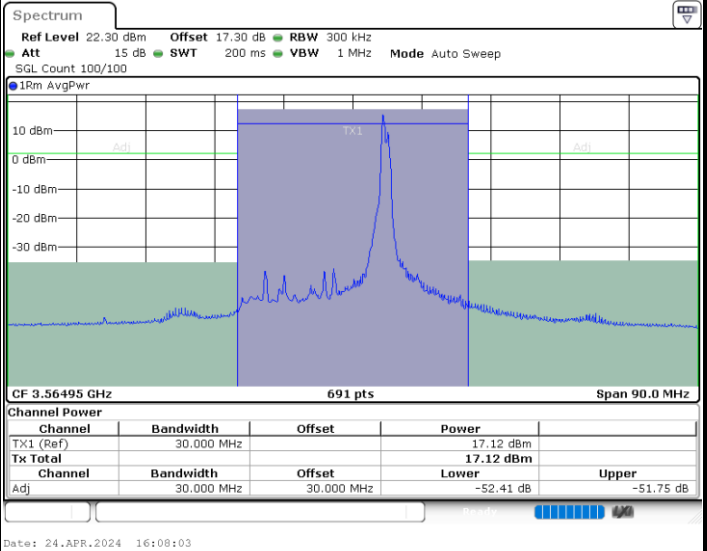 Spectrum
Ref Level 22.30 dBm Offset 17.30 dB RBW 300 kHz
Att 15 dB SWT 200 ms VBW 1 MHz Mode Auto Sweep
SGL Count 100/100
1Rm AvgPwr
TX1
10 dBm
Adj Adj
0 dBm
-10 dBm
-20 dBm
-30 dBm
CF 3.56495 GHz 691 pts Span 90.0 MHz
Channel Power
Channel Bandwidth Offset Power
TX1 (Ref) 30.000 MHz 17.12 dBm
Tx Total 17.12 dBm
Channel Bandwidth Offset Lower Upper
Adj 30.000 MHz 30.000 MHz -52.41 dB -51.75 dB
Ready
Date: 24.APR.2024 16:08:03